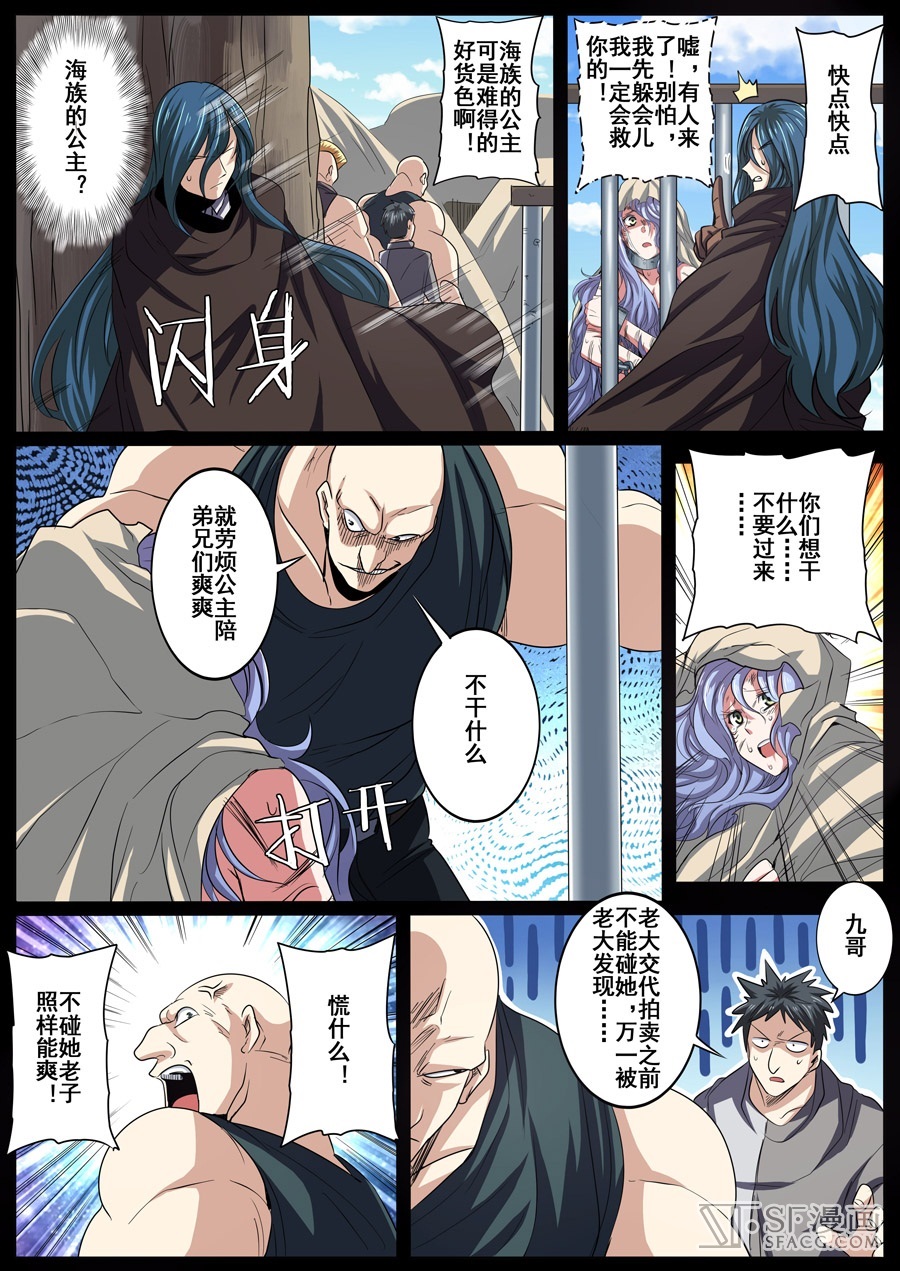 快点快点
嘘，有人来
了！别怕，
我先躲会儿
我一定会救
你的！
海族的公主
可是难得的
好货色啊！
海族的公主？
闪身
你们想干
什么……
不要过来
……
不干什么
就劳烦公主陪
弟兄们爽爽
打开
九哥
老大交代拍卖之前
不能碰她，万一被
老大发现……
慌什么！
不碰她老子
照样能爽！
SF漫画
SFACG.COM